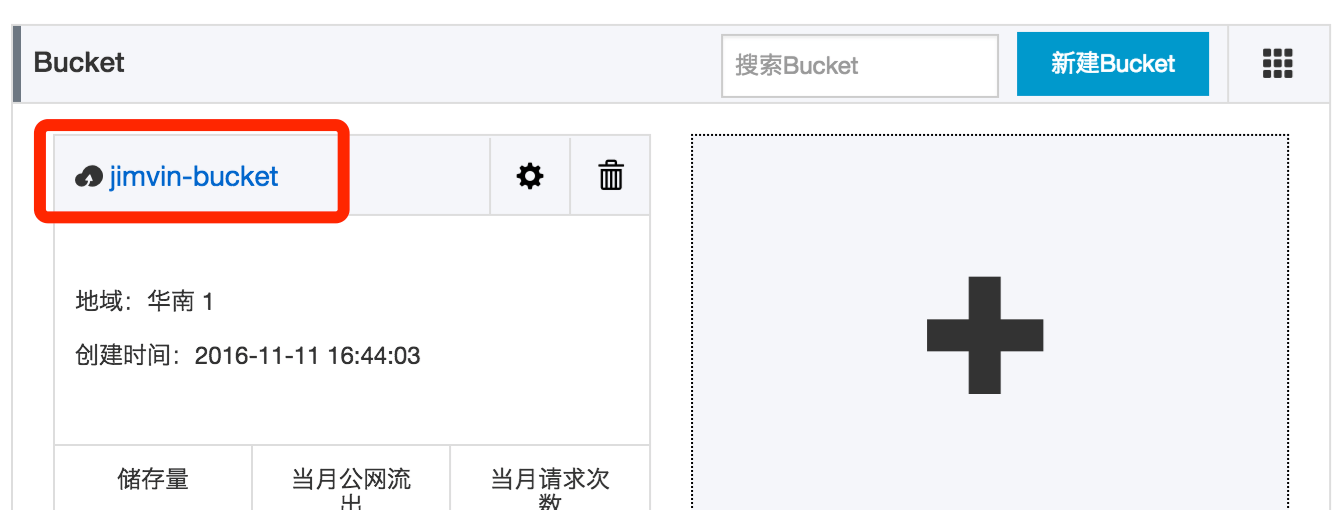 Bucket
搜索Bucket
新建Bucket
jimvin-bucket
地域：华南 1
创建时间：2016-11-11 16:44:03
储存量
当月公网流
出
当月请求次
数